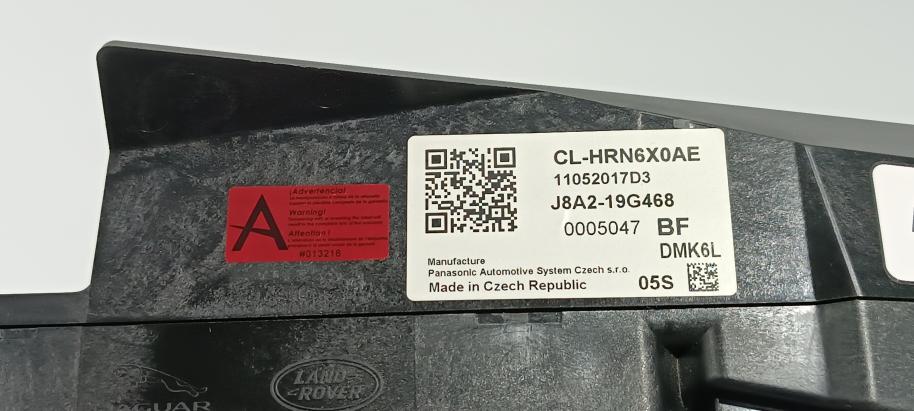 CL-HRN6X0AE
11052017D3
J8A2-19G468
0005047 BF
DMK6L
Manufacture
Panasonic Automotive System Czech s.r.o.
Made in Czech Republic 05S
A
¡Advertencia!
Warning!
Attention!
#013216
LAND
ROVER
JAGUAR